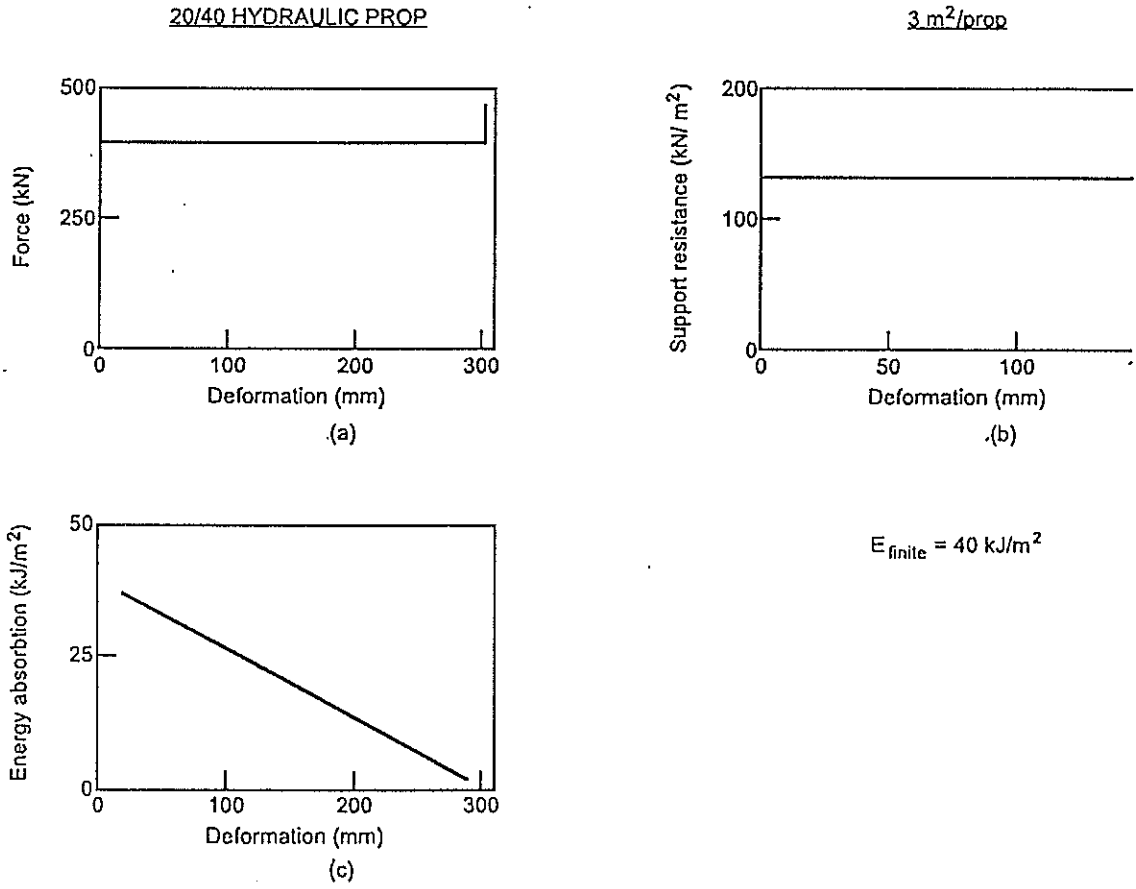 20/40 HYDRAULIC PROP
3 m²/prop
500
250
0
Force (kN)
0 100 200 300
Deformation (mm)
(a)
200
100
0
Support resistance (kN/ m²)
0 50 100
Deformation (mm)
(b)
50
25
0
Energy absorbtion (kJ/m²)
0 100 200 300
Deformation (mm)
(c)
E finite = 40 kJ/m²